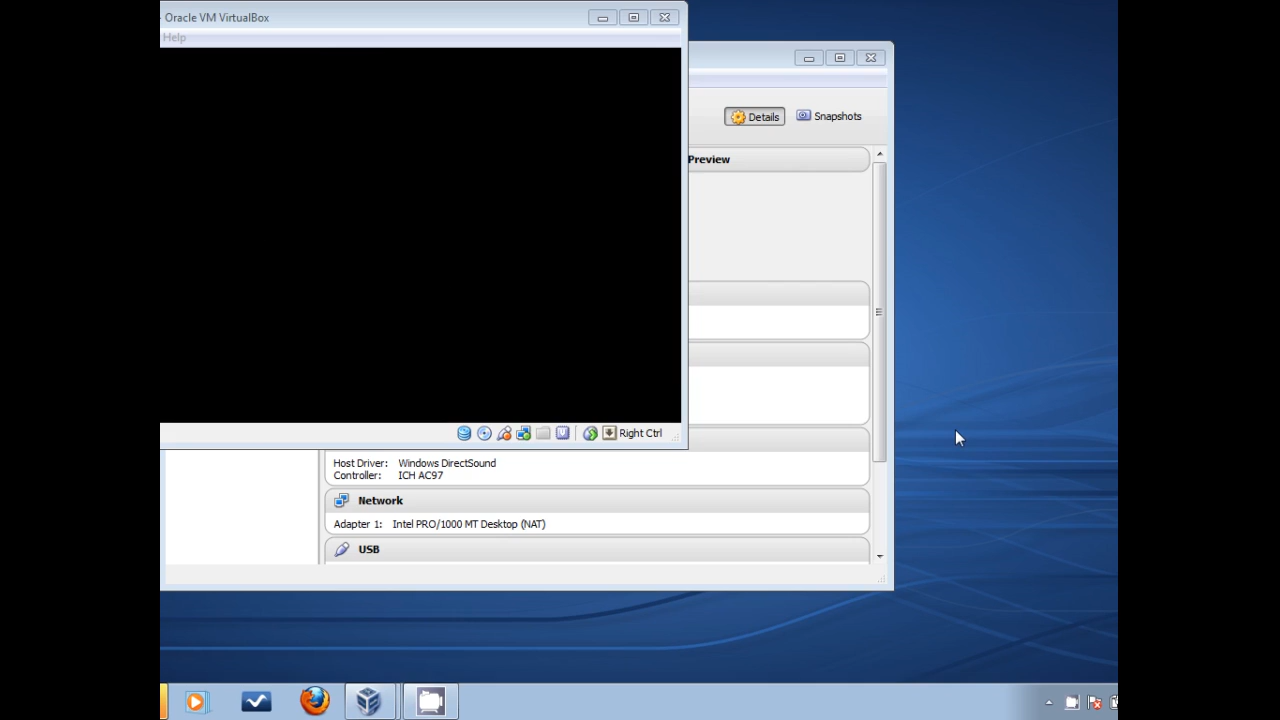 Oracle VM VirtualBox
Help
Details
Snapshots
Preview
Right Ctrl
Host Driver: Windows DirectSound
Controller: ICH AC97
Network
Adapter 1: Intel PRO/1000 MT Desktop (NAT)
USB